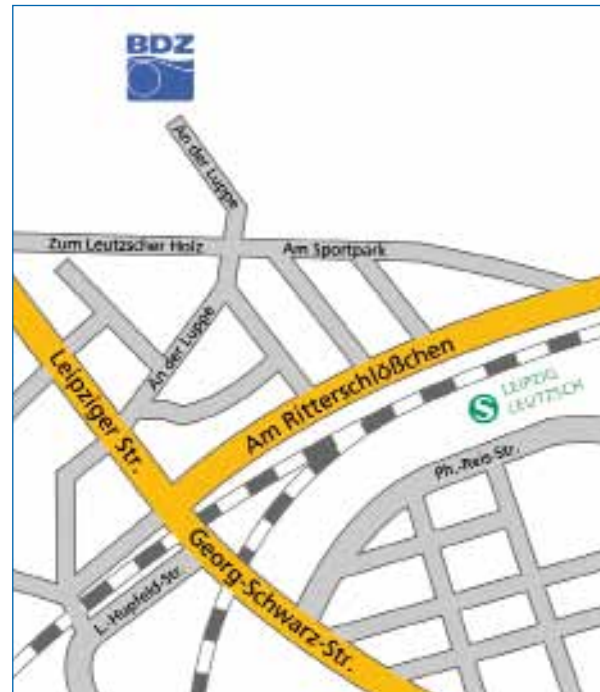 BDZ
An der Luppe
Zum Leutzscher Holz
Am Sportpark
An der Luppe
Leipziger Str.
Am Ritterschlößchen
S LEIPZIG
LEUTZSCH
Ph.-Reis-Str.
Georg-Schwarz-Str.
L.-Hupfeld-Str.